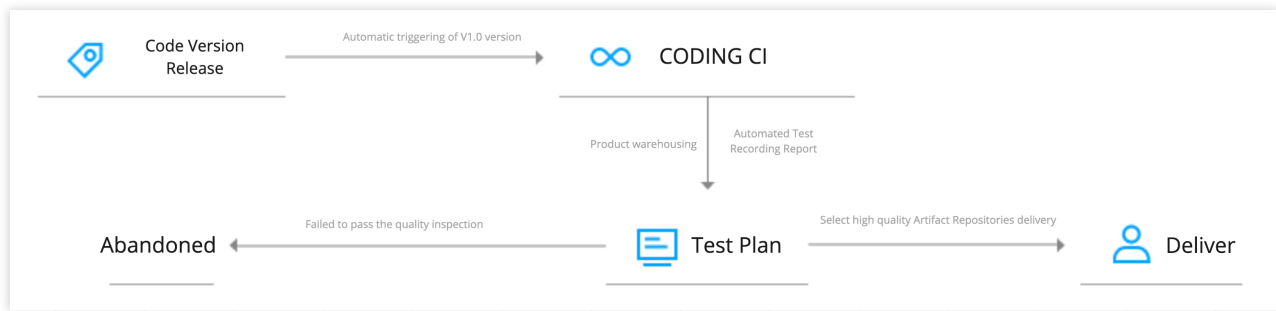 Code Version
Release
Automatic triggering of V1.0 version
CODING CI
Product warehousing
Automated Test
Recording Report
Abandoned
Failed to pass the quality inspection
Test Plan
Select high quality Artifact Repositories delivery
Deliver